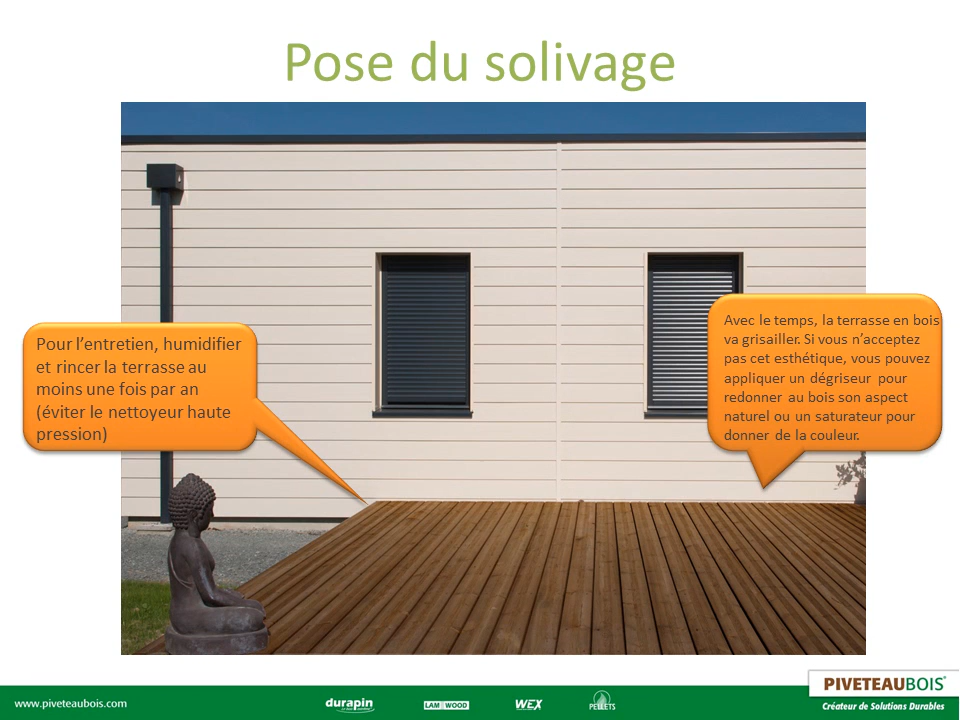 Pose du solivage
Pour l’entretien, humidifier
et rincer la terrasse au
moins une fois par an
(éviter le nettoyeur haute
pression)
Avec le temps, la terrasse en bois
va grisailler. Si vous n’acceptez
pas cet esthétique, vous pouvez
appliquer un dégriseur pour
redonner au bois son aspect
naturel ou un saturateur pour
donner de la couleur.
www.piveteaubois.com
durapin
LAM WOOD
WEX
PELLETS
PIVETEAUBOIS
Créateur de Solutions Durables